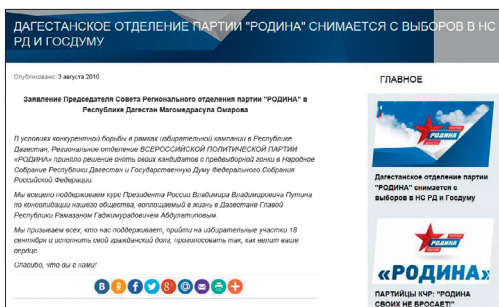 ДАГЕСТАНСКОЕ ОТДЕЛЕНИЕ ПАРТИИ "РОДИНА" СНИМАЕТСЯ С ВЫБОРОВ В НС
РД И ГОСДУМУ
Опубликовано: 3 августа 2016
Заявление Председателя Совета Регионального отделения партии "РОДИНА" в
Республике Дагестан Магомедрасула Омарова
В условиях конкурентной борьбы в рамках избирательной кампании в Республике
Дагестан, Региональное отделение ВСЕРОССИЙСКОЙ ПОЛИТИЧЕСКОЙ ПАРТИИ
«РОДИНА» приняло решение снять своих кандидатов с предвыборной гонки в Народное
Собрание Республики Дагестан и Государственную Думу Федерального Собрания
Российской Федерации.
Мы всецело поддерживаем курс Президента России Владимира Владимировича Путина
по консолидации нашего общества, воплощаемый в жизнь в Дагестане Главой
Республики Рамазаном Гаджимурадовичем Абдулатиповым.
Мы призываем всех, кто нас поддерживает, прийти на избирательные участки 18
сентября и исполнить свой гражданский долг, проголосовать так, как велит ваше
сердце.
Спасибо, что вы с нами!
ГЛАВНОЕ
РОДИНА
Дагестанское отделение партии
"РОДИНА" снимается с
выборов в НС РД и Госдуму
РОДИНА
«РОДИНА»
ПАРТИЙЦЫ КЧР: "РОДИНА
СВОИХ НЕ БРОСАЕТ!"